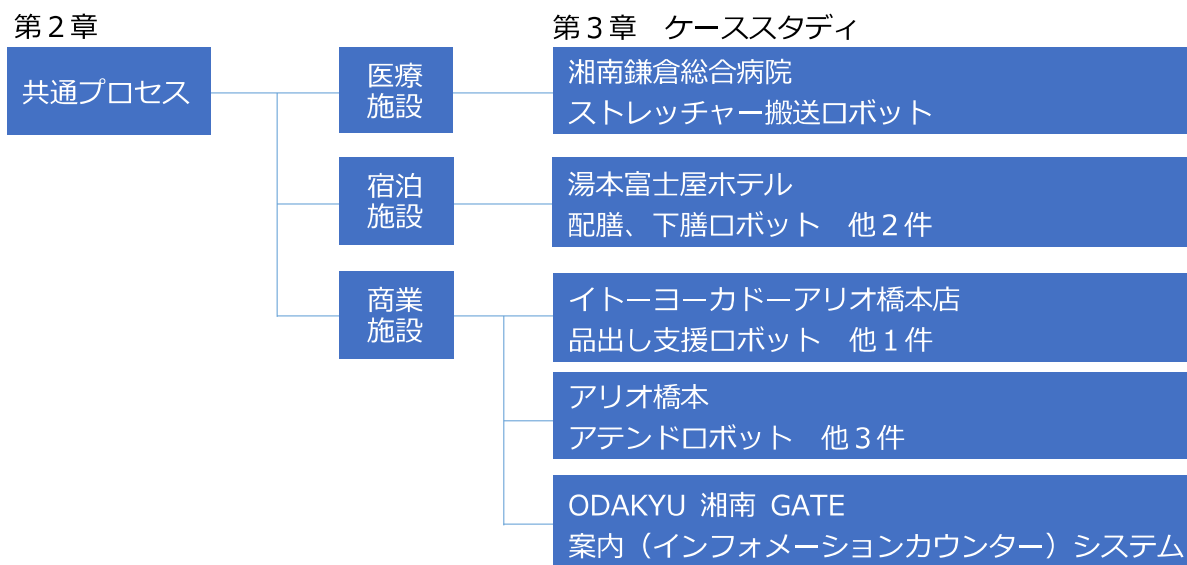 第２章
共通プロセス
医療
施設
宿泊
施設
商業
施設
第３章　ケーススタディ
湘南鎌倉総合病院
ストレッチャー搬送ロボット
湯本富士屋ホテル
配膳、下膳ロボット　他２件
イトーヨーカドーアリオ橋本店
品出し支援ロボット　他１件
アリオ橋本
アテンドロボット　他３件
ODAKYU 湘南 GATE
案内（インフォメーションカウンター）システム